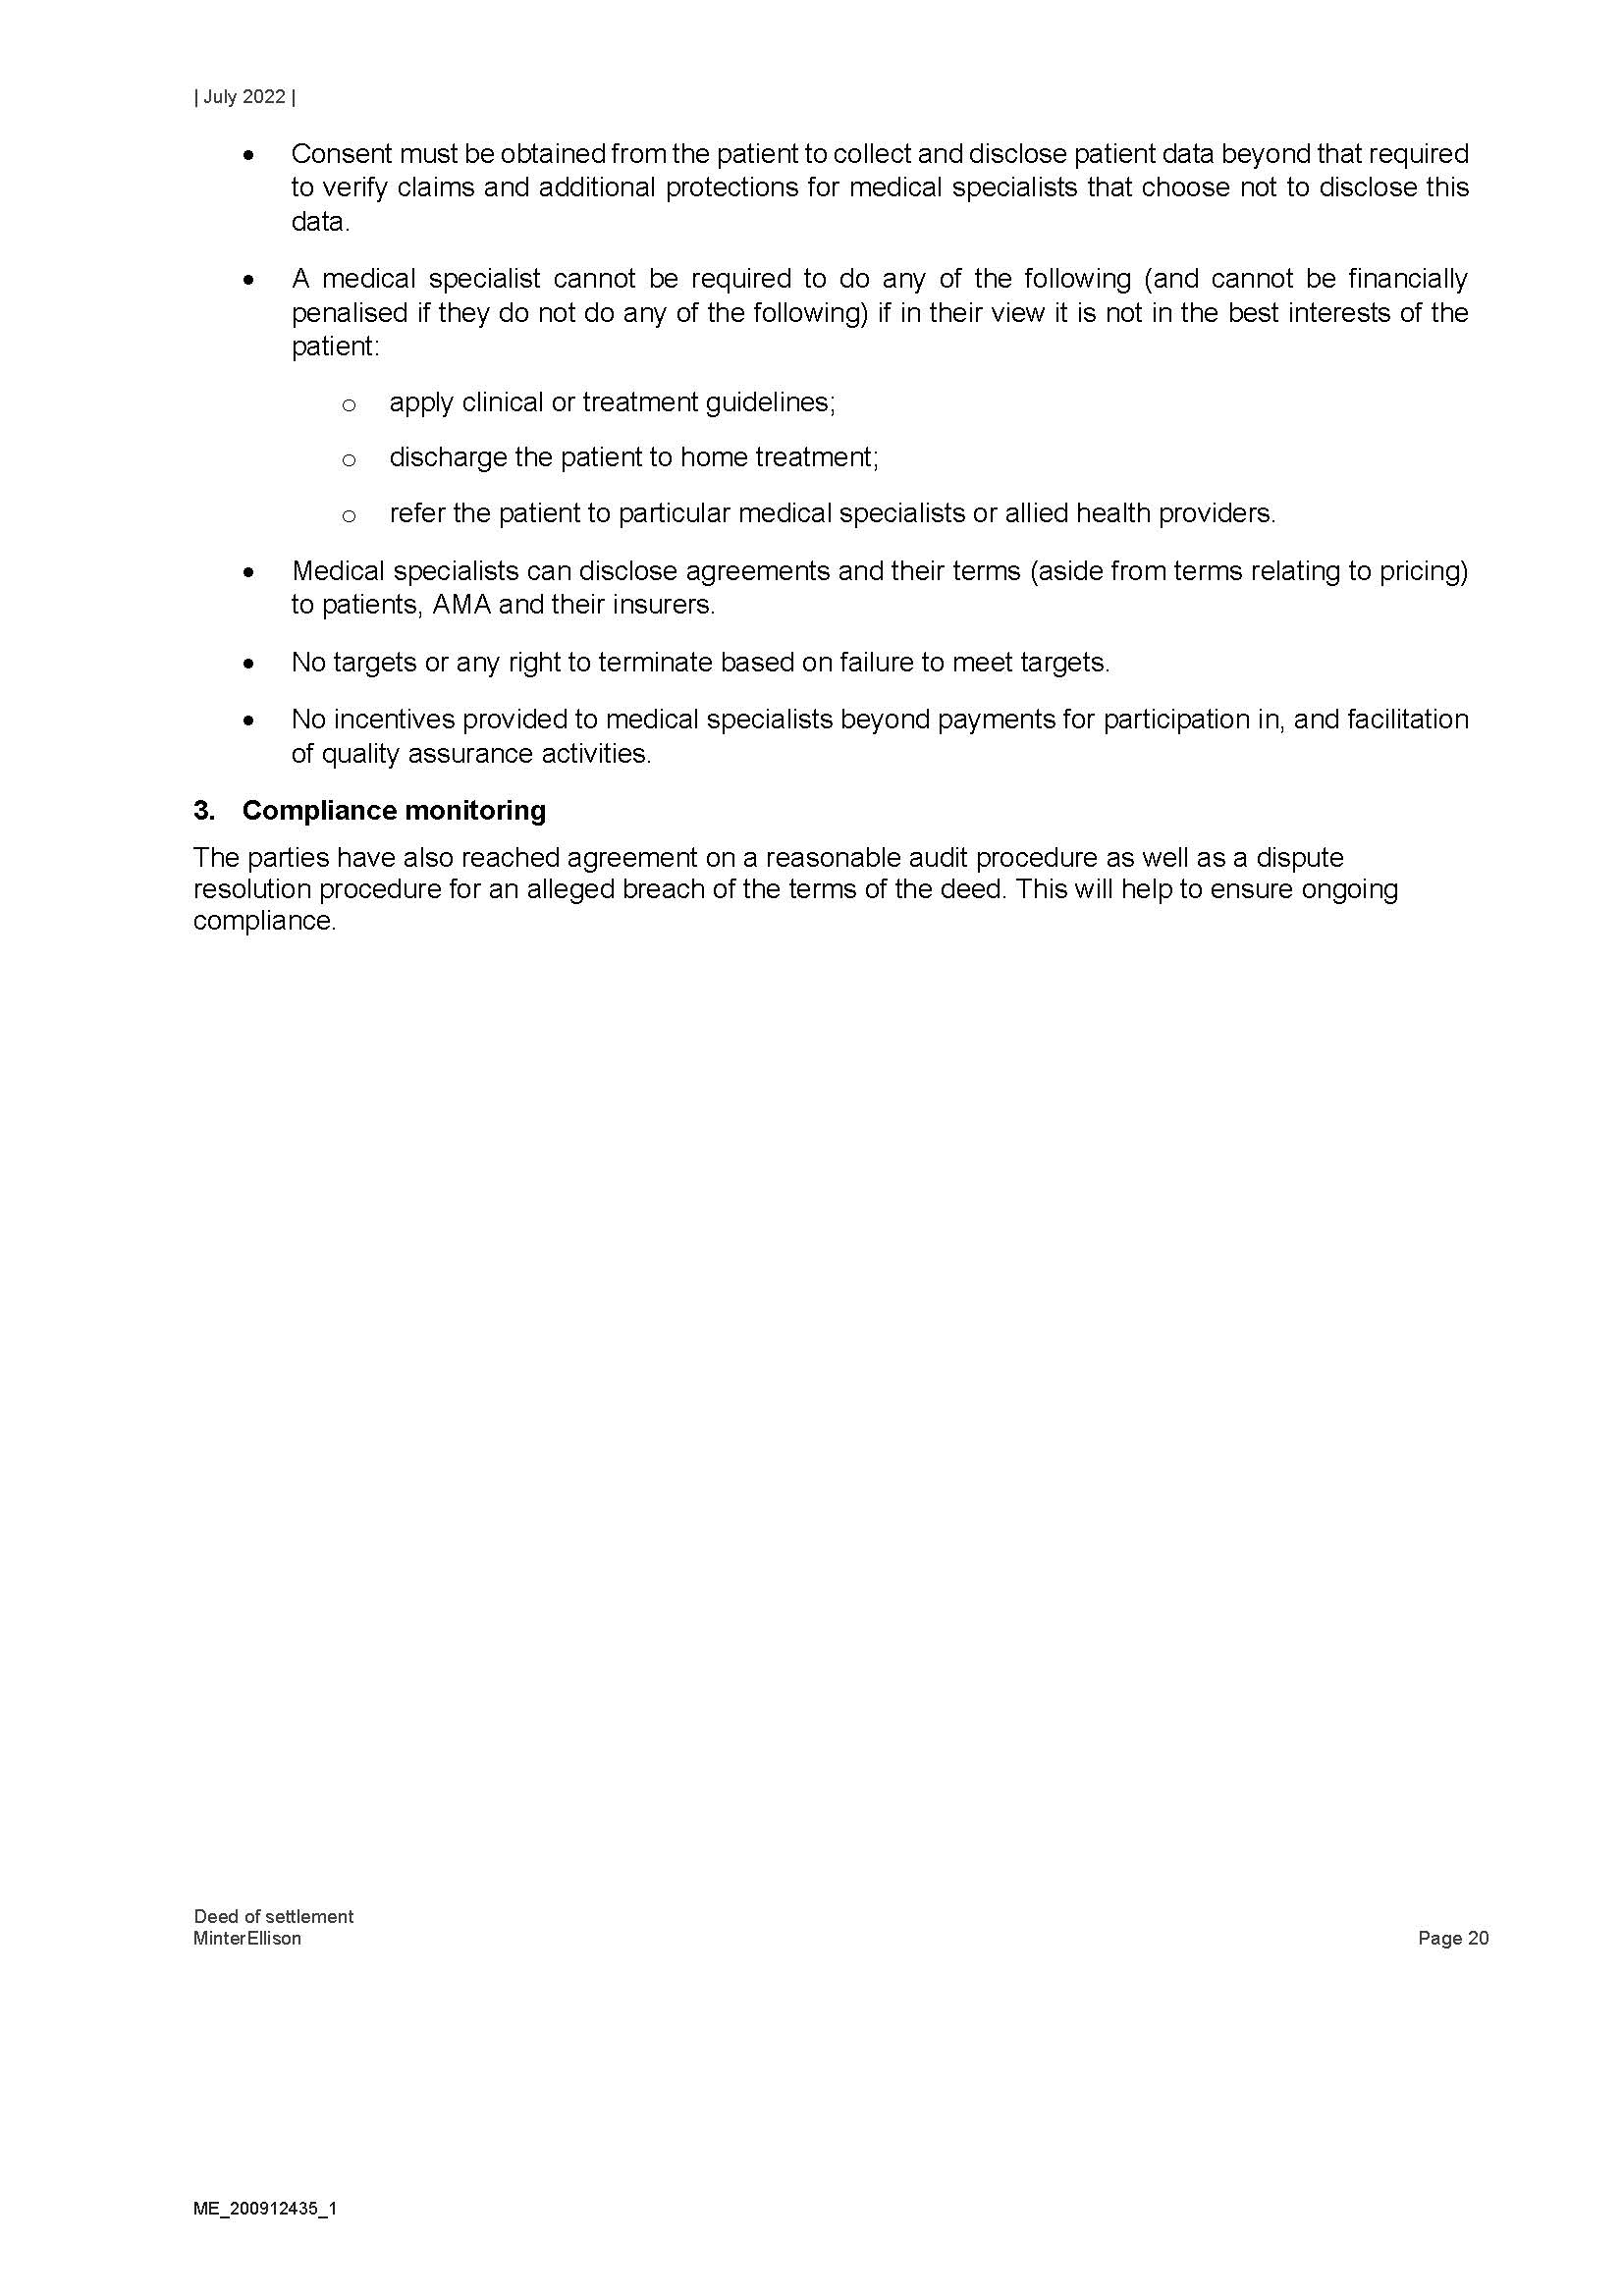 | July 2022 |
• Consent must be obtained from the patient to collect and disclose patient data beyond that required
to verify claims and additional protections for medical specialists that choose not to disclose this
data.
• A medical specialist cannot be required to do any of the following (and cannot be financially
penalised if they do not do any of the following) if in their view it is not in the best interests of the
patient:
o apply clinical or treatment guidelines;
o discharge the patient to home treatment;
o refer the patient to particular medical specialists or allied health providers.
• Medical specialists can disclose agreements and their terms (aside from terms relating to pricing)
to patients, AMA and their insurers.
• No targets or any right to terminate based on failure to meet targets.
• No incentives provided to medical specialists beyond payments for participation in, and facilitation
of quality assurance activities.
3. Compliance monitoring
The parties have also reached agreement on a reasonable audit procedure as well as a dispute
resolution procedure for an alleged breach of the terms of the deed. This will help to ensure ongoing
compliance.
Deed of settlement
MinterEllison Page 20
ME_200912435_1